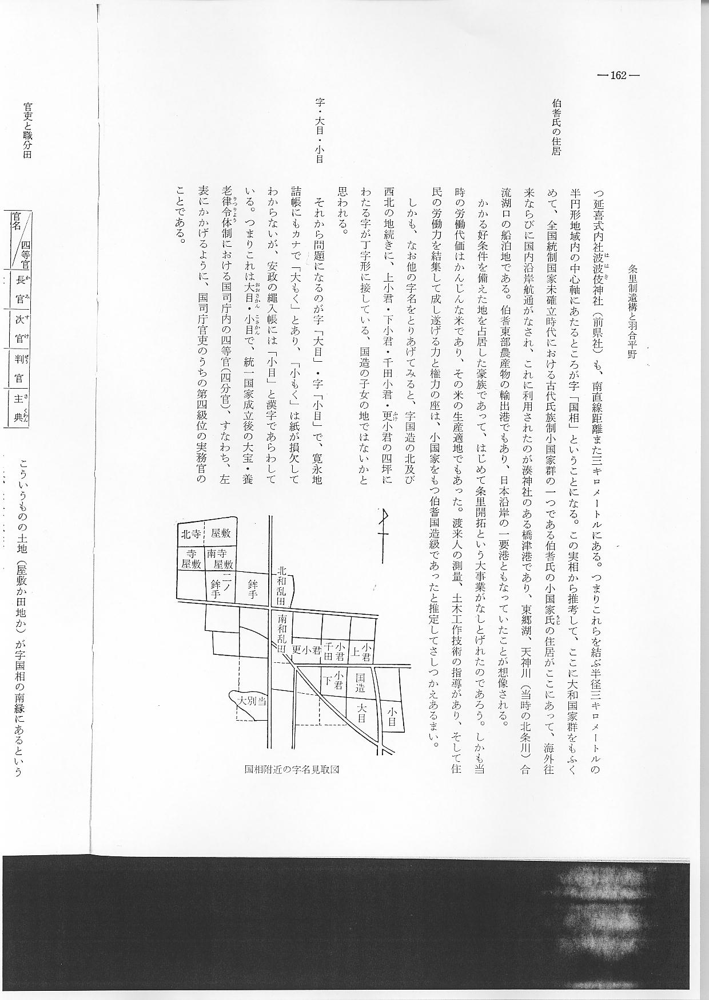 ―162―
条里制遺構と羽合平野
伯耆氏の住居
つ延喜式内社波波伎神社（前県社）も、南直線距離また三キロメートルにある。つまりこれらを結ぶ半径三キロメートルの
半円形地域内の中心軸にあたるところが字「国相」ということになる。この実相から推考して、ここに大和国家群をもふく
めて、全国統制国家未確立時代における古代氏族制小国家群の一つである伯耆氏の小国家氏の住居がここにあって、海外往
来ならびに国内沿岸航通がなされ、これに利用されたのが湊神社のある橋津港であり、東郷湖、天神川（当時の北条川）合
流湖口の船泊地である。伯耆東部農産物の輸出港でもあり、日本沿岸の一要港ともなっていたことが想像される。
かかる好条件を備えた地を占居した豪族であって、はじめて条里開拓という大事業がなしとげれたのであろう。しかも当
時の労働代価はかんじんな米であり、その米の生産適地でもあった。渡来人の測量、土木工作技術の指導があり、そして住
民の労働力を結集して成し遂げる力と権力の座は、小国家をもつ伯耆国造級であったと推定してさしつかえあるまい。
しかも、なお他の字名をとりあげてみると、字国造の北及び
西北の地続きに、上小君・下小君・千田小君・更小君の四坪に
わたる字が丁字形に接している、国造の子女の地ではないかと
思われる。
字・大目・小目
それから問題になるのが字「大目」・字「小目」で、寛永地
詰帳にもカナで「大もく」とあり、「小もく」は紙が損欠して
わからないが、安政の縄入帳には「小目」と漢字であらわして
いる。つまりこれは大目・小目で、統一国家成立後の大宝・養
老律令体制における国司庁内の四等官（四分官）、すなわち、左
表にかかげるように、国司庁官吏のうちの第四級位の実務官の
ことである。
北寺
屋敷
寺屋敷
南寺屋敷
二ノ鉾手
鉾手
北和乱田
南和乱田
更小君
千田小君
上小君
下小君
国造
大目
小目
大別当
国相附近の字名見取図
官吏と職分田
四等官
官名
長官
次官
判官
主典
こういうものの土地（屋敷か田地か）が字国相の南縁にあるという